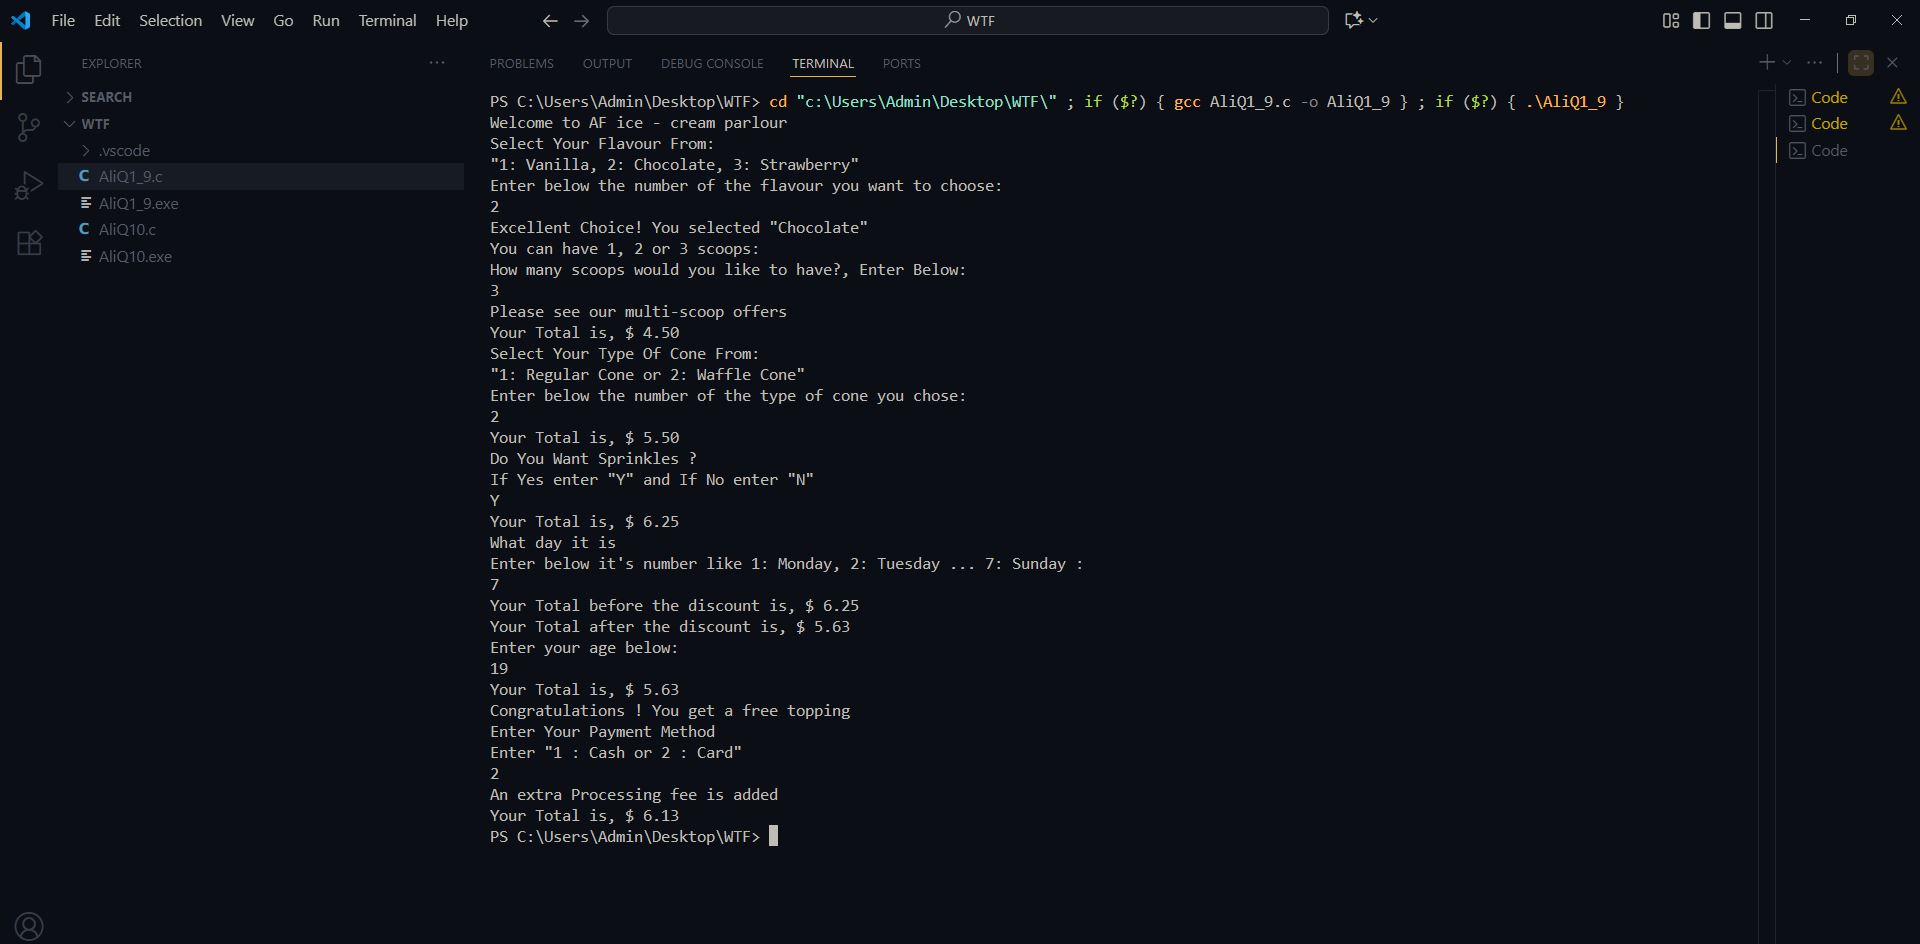 File Edit Selection View Go Run Terminal Help
WTF
EXPLORER
SEARCH
WTF
.vscode
C AliQ1_9.c
AliQ1_9.exe
C AliQ10.c
AliQ10.exe
PROBLEMS OUTPUT DEBUG CONSOLE TERMINAL PORTS
PS C:\Users\Admin\Desktop\WTF> cd "c:\Users\Admin\Desktop\WTF\" ; if ($?) { gcc AliQ1_9.c -o AliQ1_9 } ; if ($?) { .\AliQ1_9 }
Welcome to AF ice - cream parlour
Select Your Flavour From:
"1: Vanilla, 2: Chocolate, 3: Strawberry"
Enter below the number of the flavour you want to choose:
2
Excellent Choice! You selected "Chocolate"
You can have 1, 2 or 3 scoops:
How many scoops would you like to have?, Enter Below:
3
Please see our multi-scoop offers
Your Total is, $ 4.50
Select Your Type Of Cone From:
"1: Regular Cone or 2: Waffle Cone"
Enter below the number of the type of cone you chose:
2
Your Total is, $ 5.50
Do You Want Sprinkles ?
If Yes enter "Y" and If No enter "N"
Y
Your Total is, $ 6.25
What day it is
Enter below it's number like 1: Monday, 2: Tuesday ... 7: Sunday :
7
Your Total before the discount is, $ 6.25
Your Total after the discount is, $ 5.63
Enter your age below:
19
Your Total is, $ 5.63
Congratulations ! You get a free topping
Enter Your Payment Method
Enter "1 : Cash or 2 : Card"
2
An extra Processing fee is added
Your Total is, $ 6.13
PS C:\Users\Admin\Desktop\WTF>
Code
Code
Code